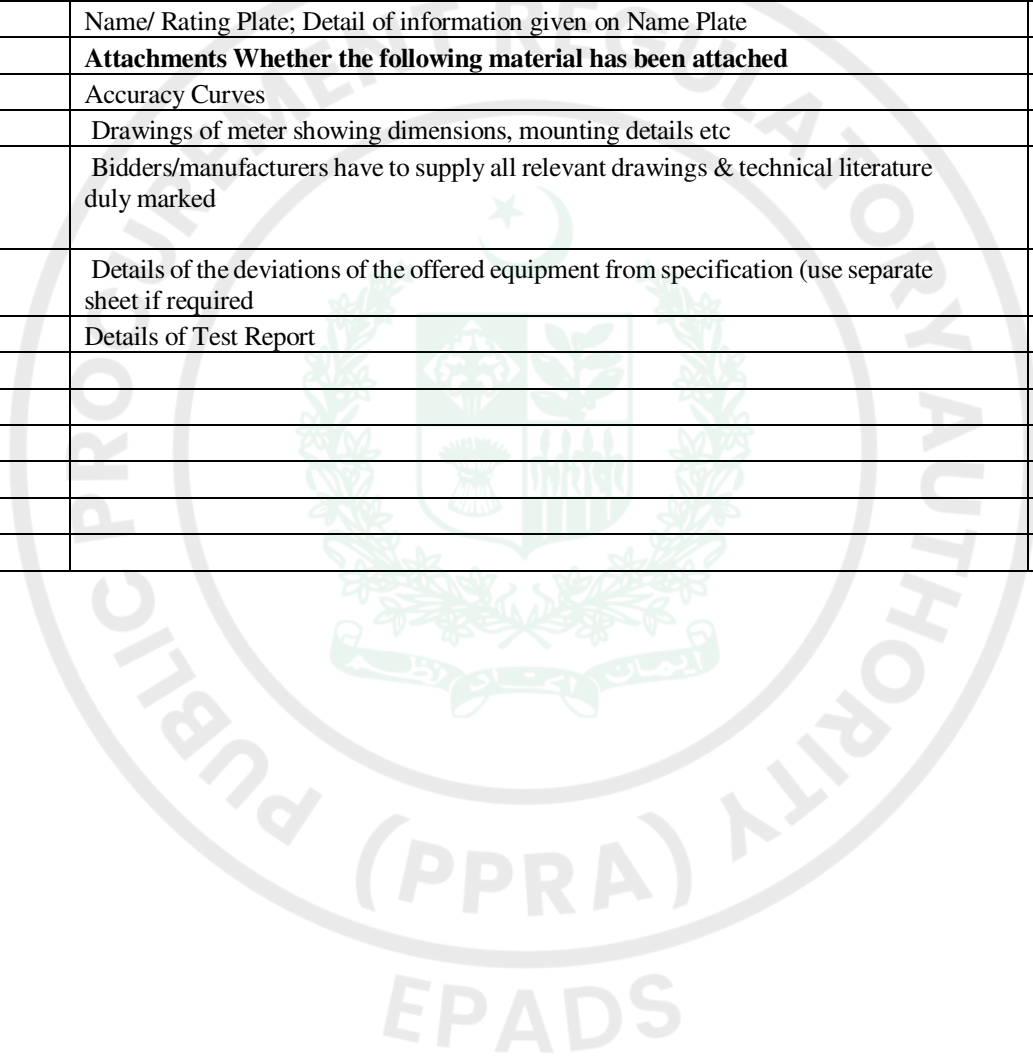 Name/ Rating Plate; Detail of information given on Name Plate
Attachments Whether the following material has been attached
Accuracy Curves
Drawings of meter showing dimensions, mounting details etc
Bidders/manufacturers have to supply all relevant drawings & technical literature
duly marked
Details of the deviations of the offered equipment from specification (use separate
sheet if required
Details of Test Report
PUBLIC PROCUREMENT REGULATORY AUTHORITY
(PPRA)
EPADS